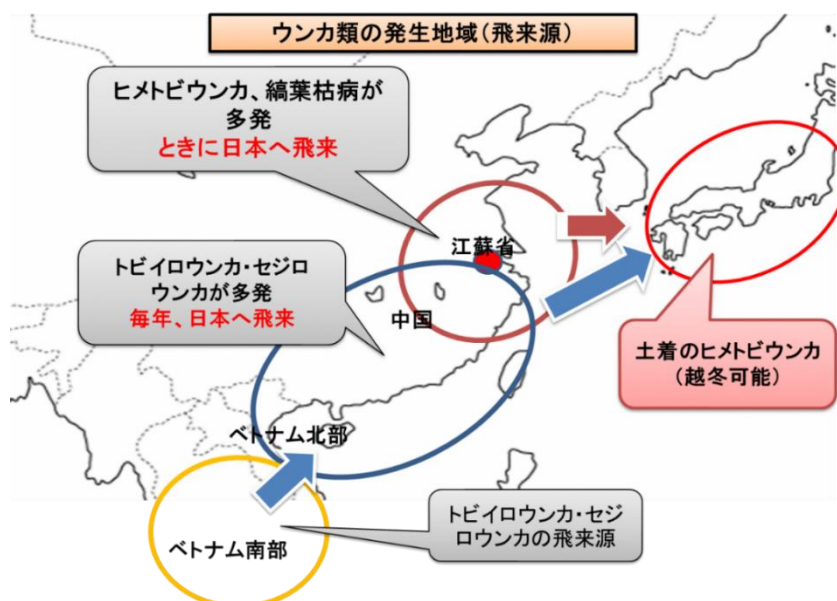 ウンカ類の発生地域（飛来源）
ヒメトビウンカ、縞葉枯病が
多発
ときに日本へ飛来
江蘇省
トビイロウンカ・セジロ
ウンカが多発
毎年、日本へ飛来
中国
土着のヒメトビウンカ
（越冬可能）
ベトナム北部
トビイロウンカ・セジ
ロウンカの飛来源
ベトナム南部